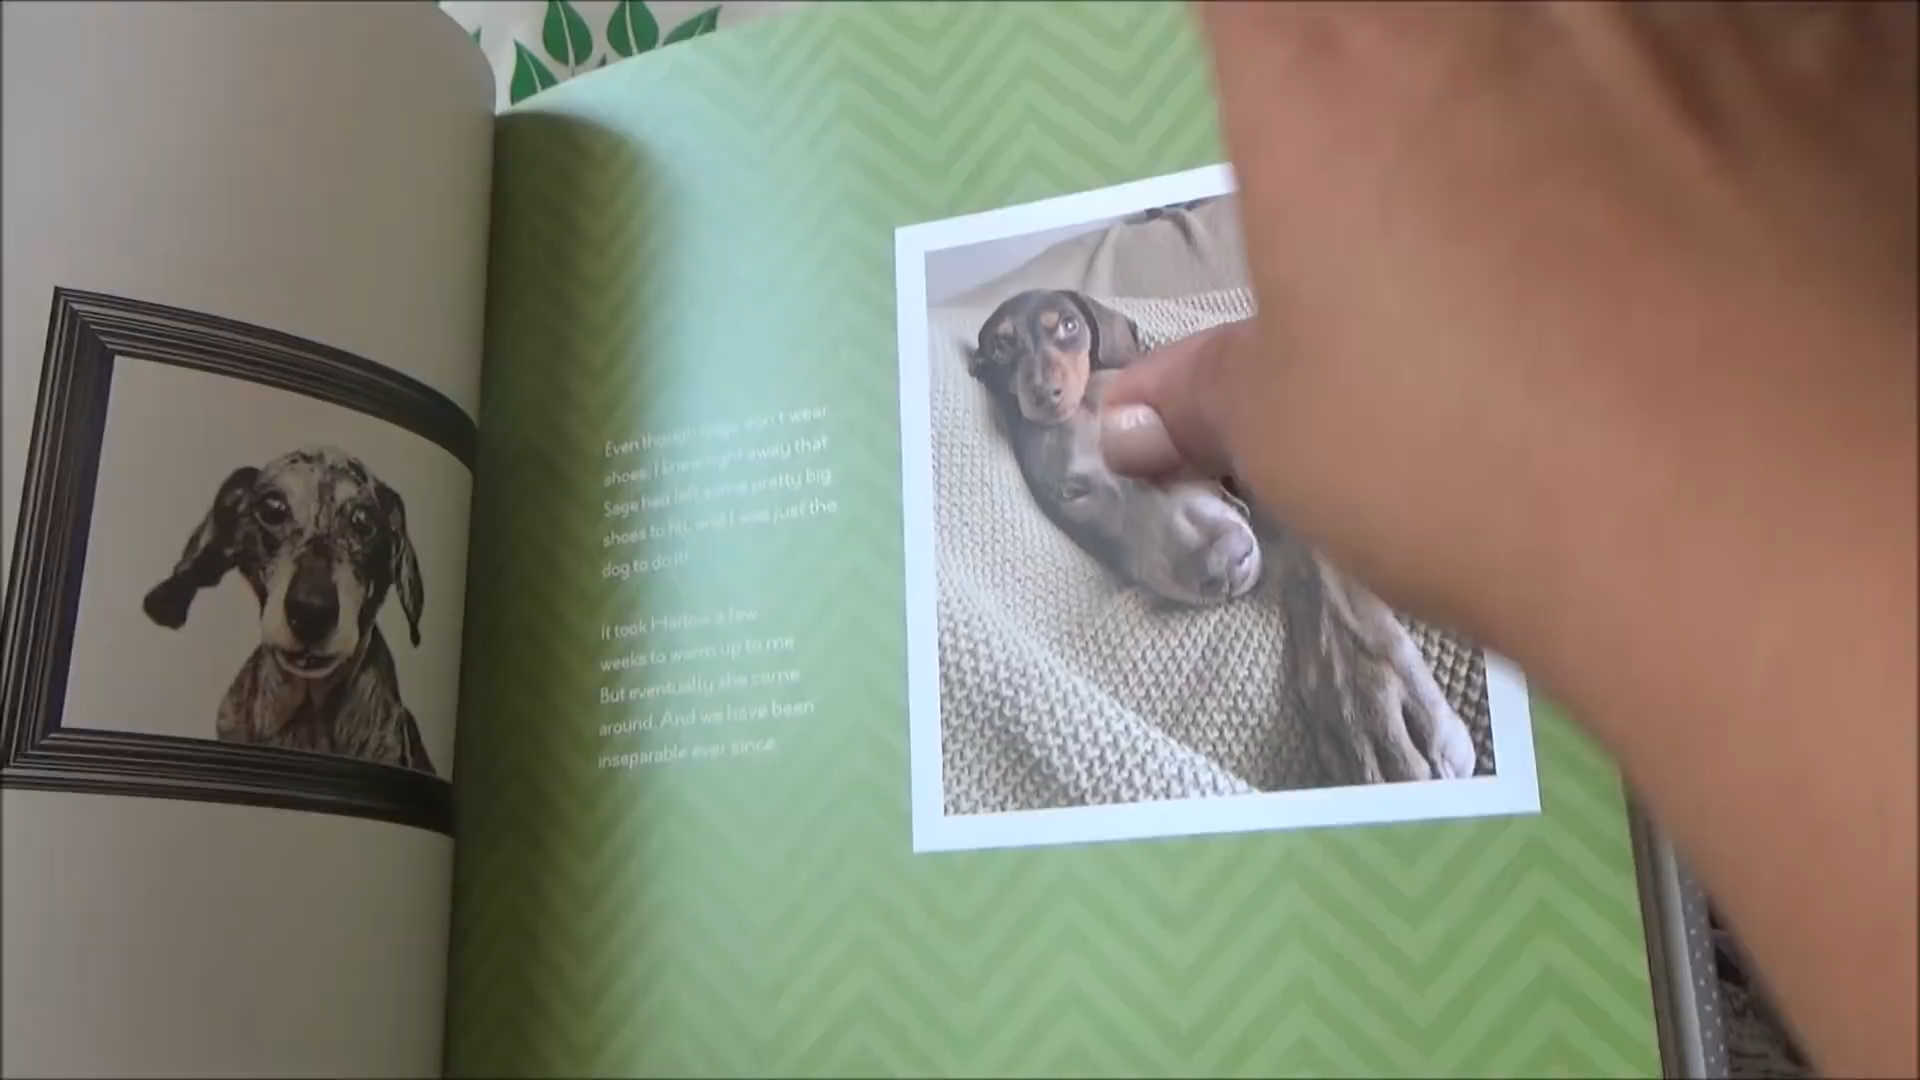 Even though dogs don't wear
shoes, I knew right away that
Sage had left some pretty big
shoes to fill, and I was just the
dog to do it!
It took Harlow a few
weeks to warm up to me.
But eventually she came
around. And we have been
inseparable ever since.